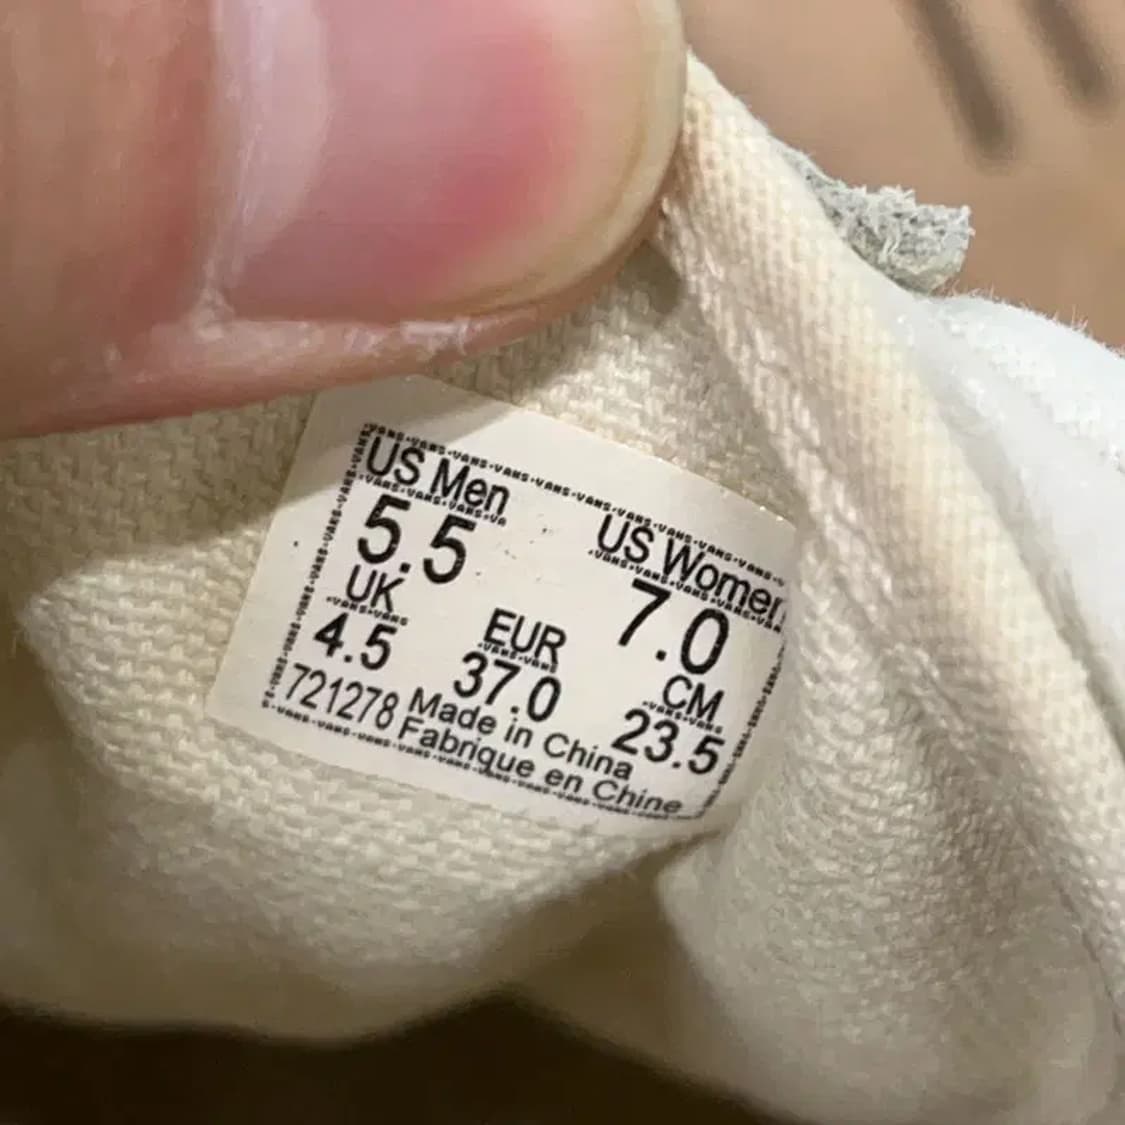 US Men US Women
5.5 7.0
UK EUR CM
4.5 37.0 23.5
721278 Made in China
Fabrique en Chine